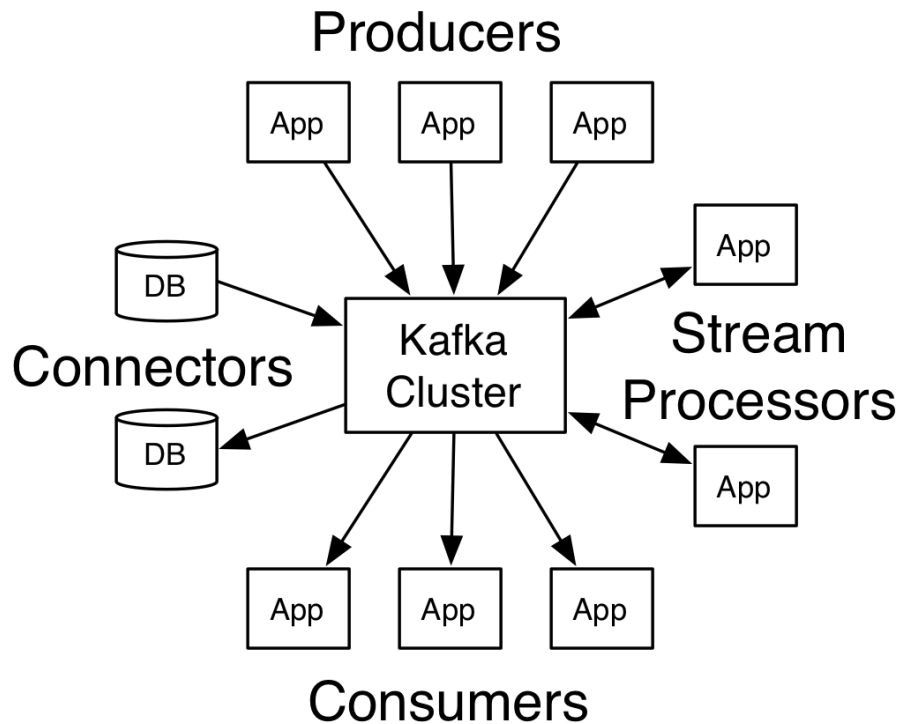 Producers
App
App
App
App
DB
Kafka
Cluster
Stream
Processors
Connectors
DB
App
App
App
App
Consumers